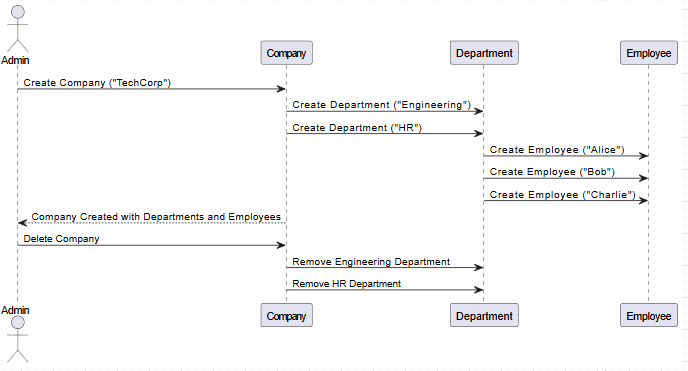 Admin
Company
Department
Employee
Create Company ("TechCorp")
Create Department ("Engineering")
Create Department ("HR")
Create Employee ("Alice")
Create Employee ("Bob")
Create Employee ("Charlie")
Company Created with Departments and Employees
Delete Company
Remove Engineering Department
Remove HR Department
Admin
Company
Department
Employee